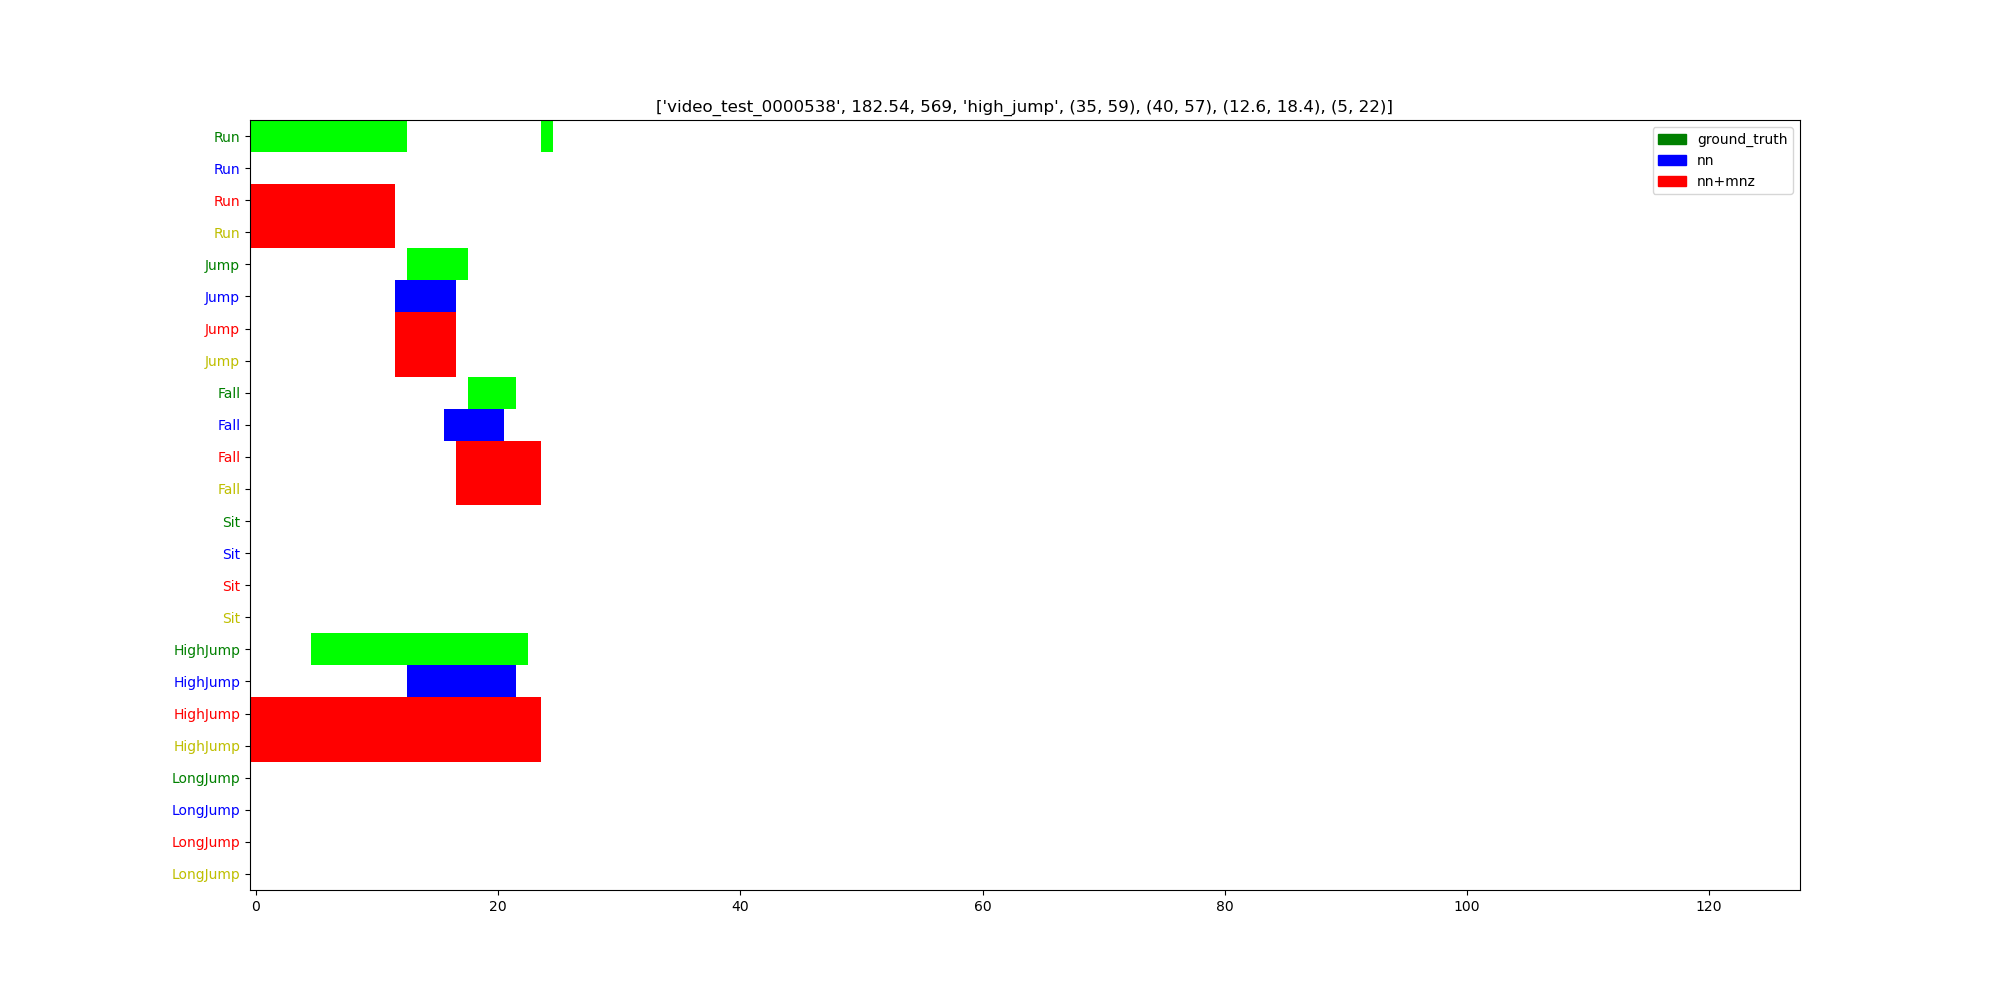 ['video_test_0000538', 182.54, 569, 'high_jump', (35, 59), (40, 57), (12.6, 18.4), (5, 22)]
ground_truth
nn
nn+mnz
Run
Run
Run
Run
Jump
Jump
Jump
Jump
Fall
Fall
Fall
Fall
Sit
Sit
Sit
Sit
HighJump
HighJump
HighJump
HighJump
LongJump
LongJump
LongJump
LongJump
0 20 40 60 80 100 120